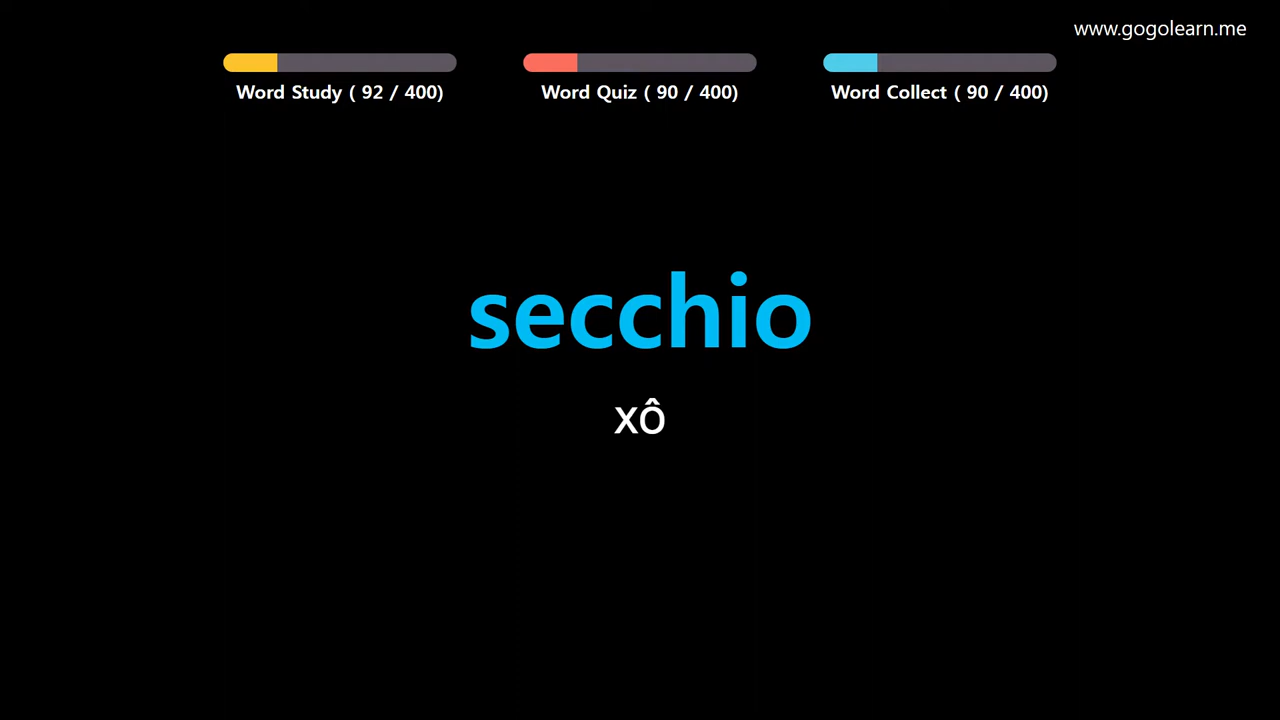 www.gogolearn.me
Word Study ( 92 / 400)
Word Quiz ( 90 / 400)
Word Collect ( 90 / 400)
secchio
xô